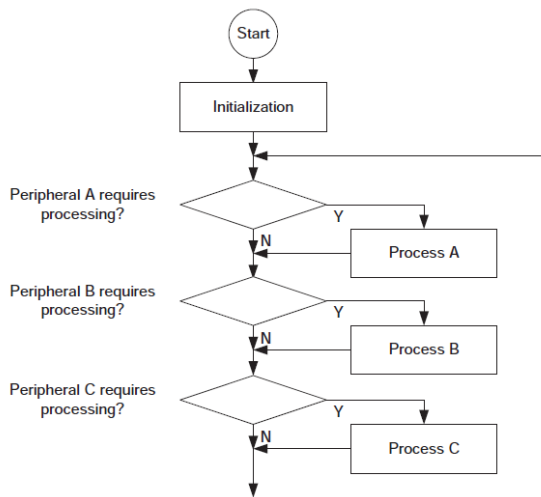 Start
Initialization
Peripheral A requires
processing?
Y
N
Process A
Peripheral B requires
processing?
Y
N
Process B
Peripheral C requires
processing?
Y
N
Process C